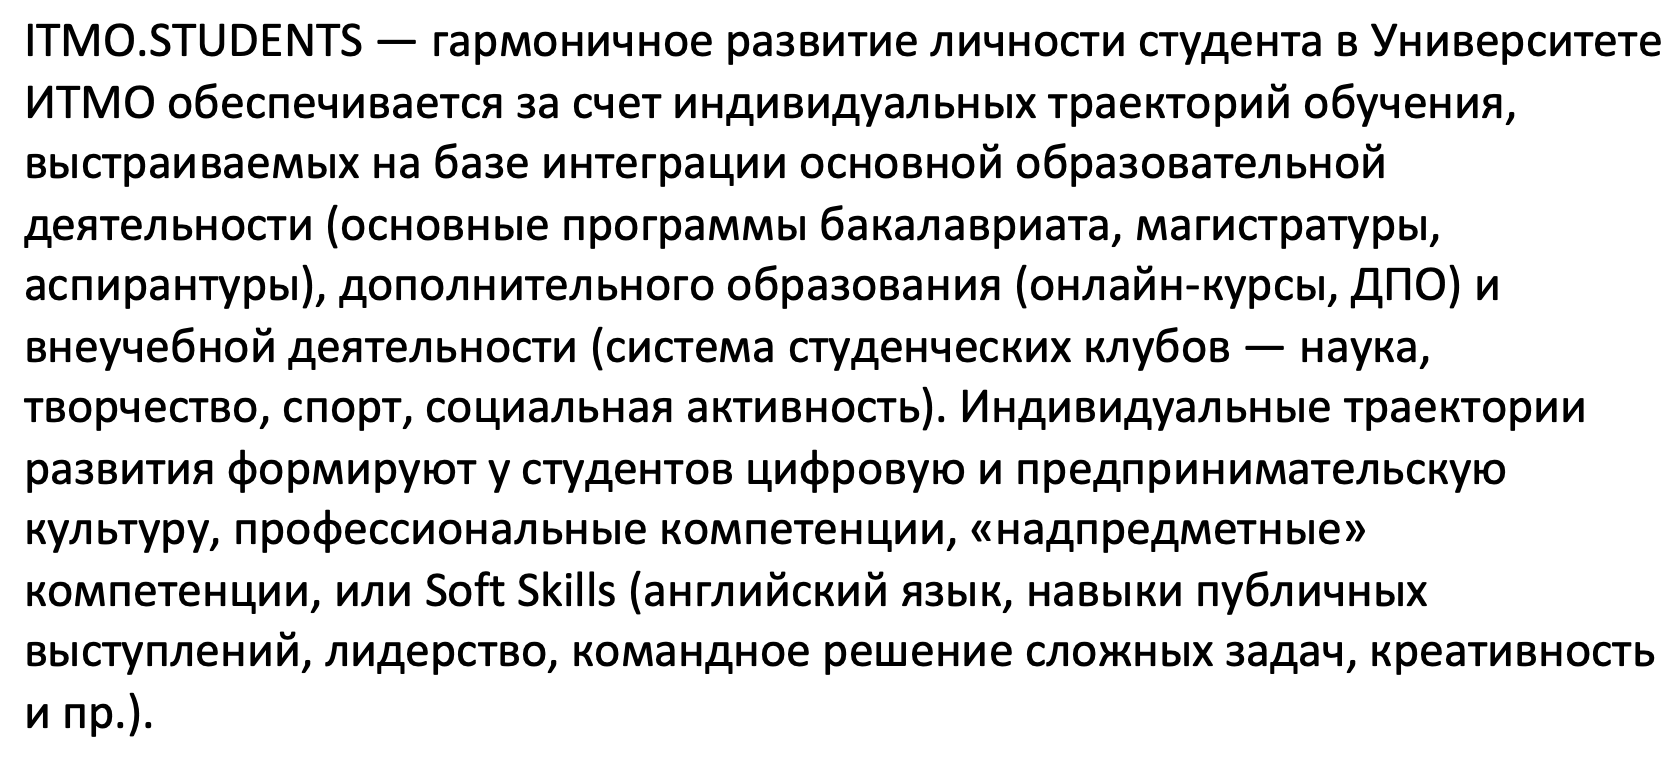 ITMO.STUDENTS — гармоничное развитие личности студента в Университете
ИТМО обеспечивается за счет индивидуальных траекторий обучения,
выстраиваемых на базе интеграции основной образовательной
деятельности (основные программы бакалавриата, магистратуры,
аспирантуры), дополнительного образования (онлайн-курсы, ДПО) и
внеучебной деятельности (система студенческих клубов — наука,
творчество, спорт, социальная активность). Индивидуальные траектории
развития формируют у студентов цифровую и предпринимательскую
культуру, профессиональные компетенции, «надпредметные»
компетенции, или Soft Skills (английский язык, навыки публичных
выступлений, лидерство, командное решение сложных задач, креативность
и пр.).